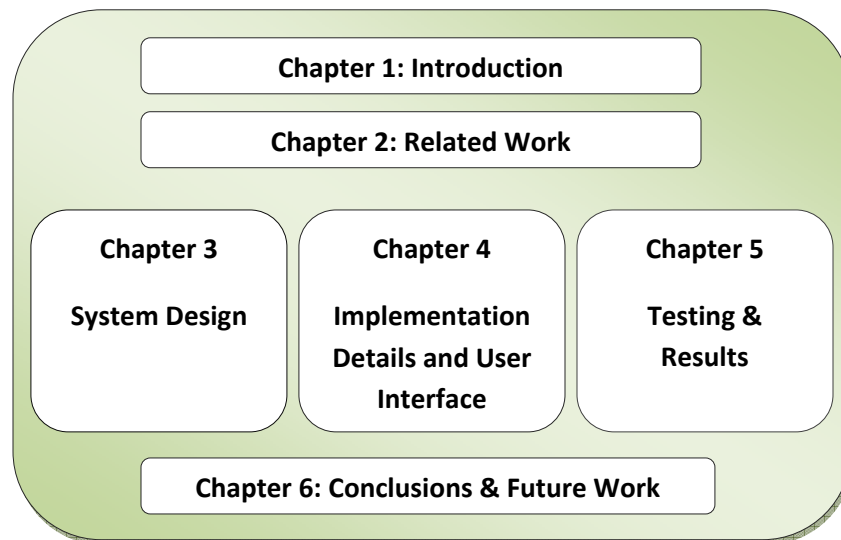 Chapter 1: Introduction
Chapter 2: Related Work
Chapter 3
System Design
Chapter 4
Implementation
Details and User
Interface
Chapter 5
Testing &
Results
Chapter 6: Conclusions & Future Work